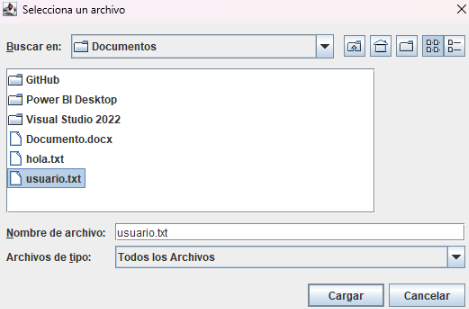 Selecciona un archivo
Buscar en: Documentos
GitHub
Power BI Desktop
Visual Studio 2022
Documento.docx
hola.txt
usuario.txt
Nombre de archivo: usuario.txt
Archivos de tipo: Todos los Archivos
Cargar Cancelar